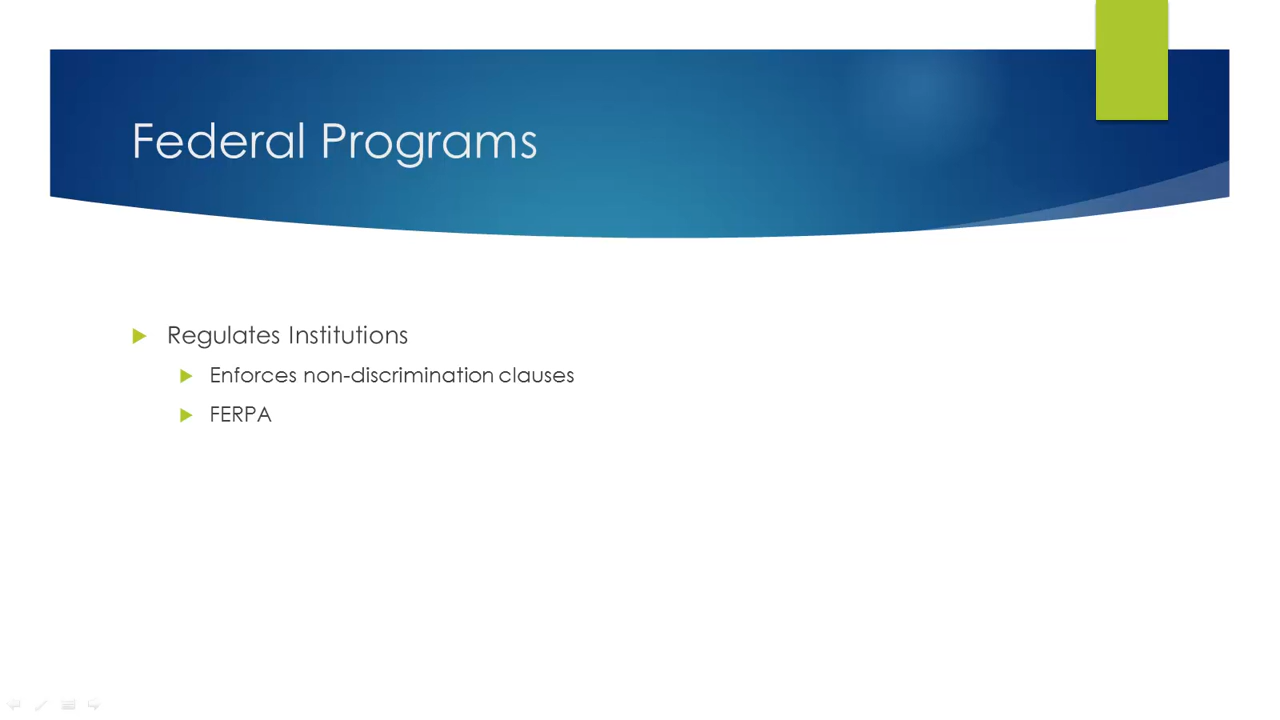 Federal Programs
Regulates Institutions
Enforces non-discrimination clauses
FERPA